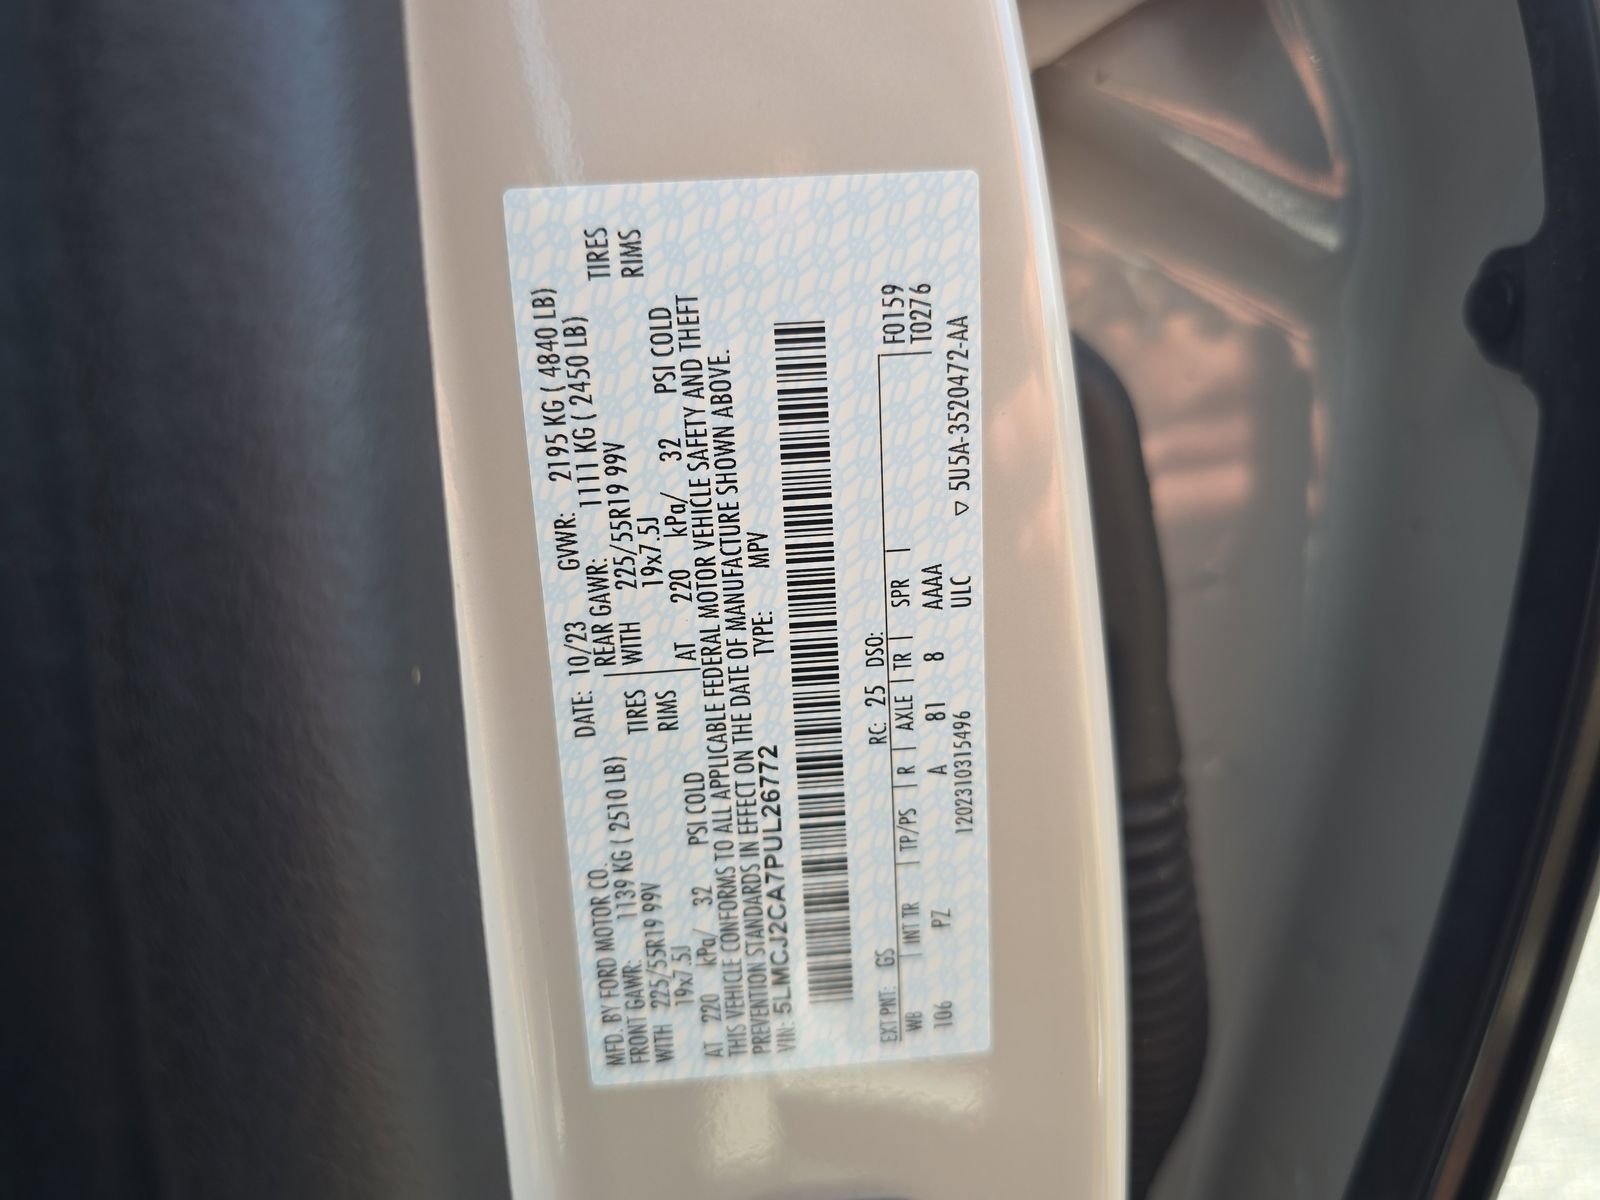 MFD. BY FORD MOTOR CO. DATE: 10/23 GVWR: 2195 KG ( 4840 LB)
FRONT GAWR: 1139 KG ( 2510 LB) REAR GAWR: 1111 KG ( 2450 LB)
WITH 225/55R19 99V TIRES WITH 225/55R19 99V TIRES
19x7.5J RIMS 19x7.5J RIMS
AT 220 kPa/ 32 PSI COLD AT 220 kPa/ 32 PSI COLD
THIS VEHICLE CONFORMS TO ALL APPLICABLE FEDERAL MOTOR VEHICLE SAFETY AND THEFT
PREVENTION STANDARDS IN EFFECT ON THE DATE OF MANUFACTURE SHOWN ABOVE.
VIN: 5LMCJ2CA7PUL26772 TYPE: MPV
EXT PNT: GS RC: 25 DSO: F0159
WB INT TR TP/PS R AXLE TR SPR T0276
106 PZ A 81 8 AAAA
120231031549​6 ULC ▽ 5U5A-3520472-AA